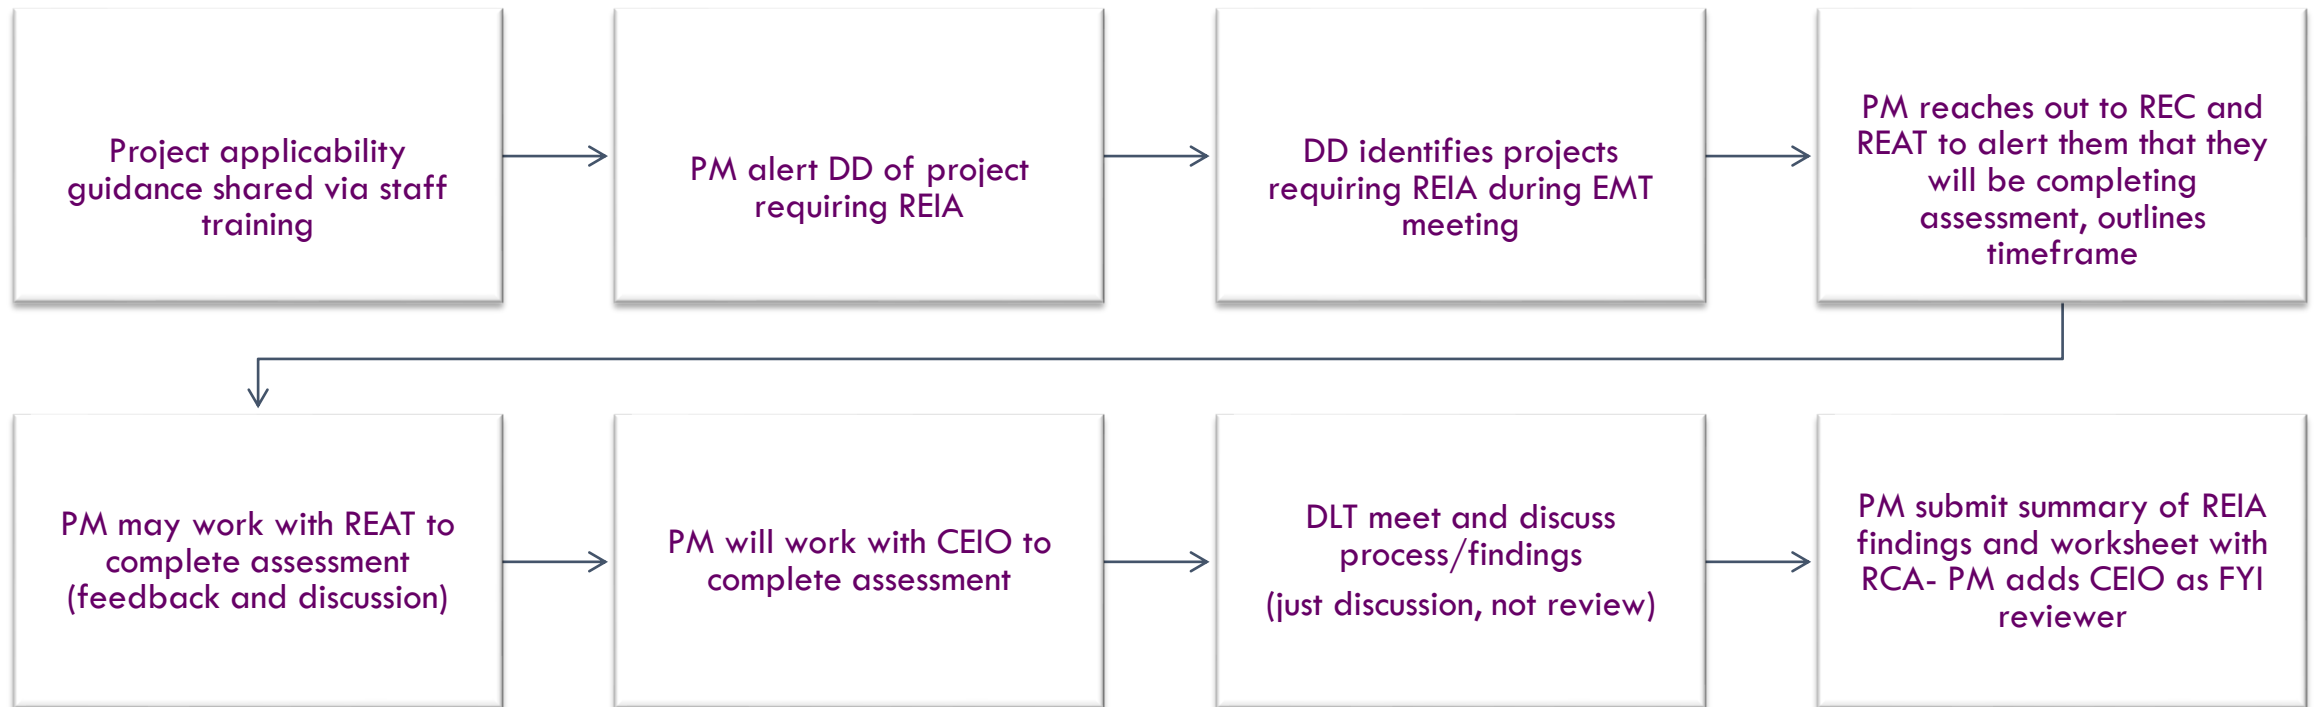 Project applicability
guidance shared via staff
training
PM alert DD of project
requiring REIA
DD identifies projects
requiring REIA during EMT
meeting
PM reaches out to REC and
REAT to alert them that they
will be completing
assessment, outlines
timeframe
PM may work with REAT to
complete assessment
(feedback and discussion)
PM will work with CEIO to
complete assessment
DLT meet and discuss
process/findings
(just discussion, not review)
PM submit summary of REIA
findings and worksheet with
RCA- PM adds CEIO as FYI
reviewer